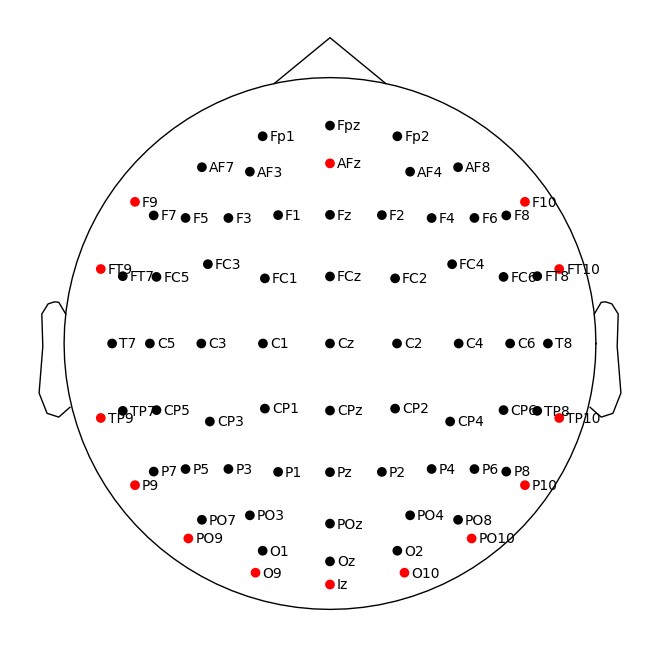 Fpz
Fp1 Fp2
AFz
AF7 AF3 AF4 AF8
F9 F10
F7 F5 F3 F1 Fz F2 F4 F6 F8
FT9 FT7 FC5 FC3 FC1 FCz FC2 FC4 FC6 FT8 FT10
T7 C5 C3 C1 Cz C2 C4 C6 T8
TP9 TP7 CP5 CP3 CP1 CPz CP2 CP4 CP6 TP8 TP10
P7 P5 P3 P1 Pz P2 P4 P6 P8
P9 P10
PO7 PO3 POz PO4 PO8
PO9 PO10
O1 Oz O2
O9 Iz O10